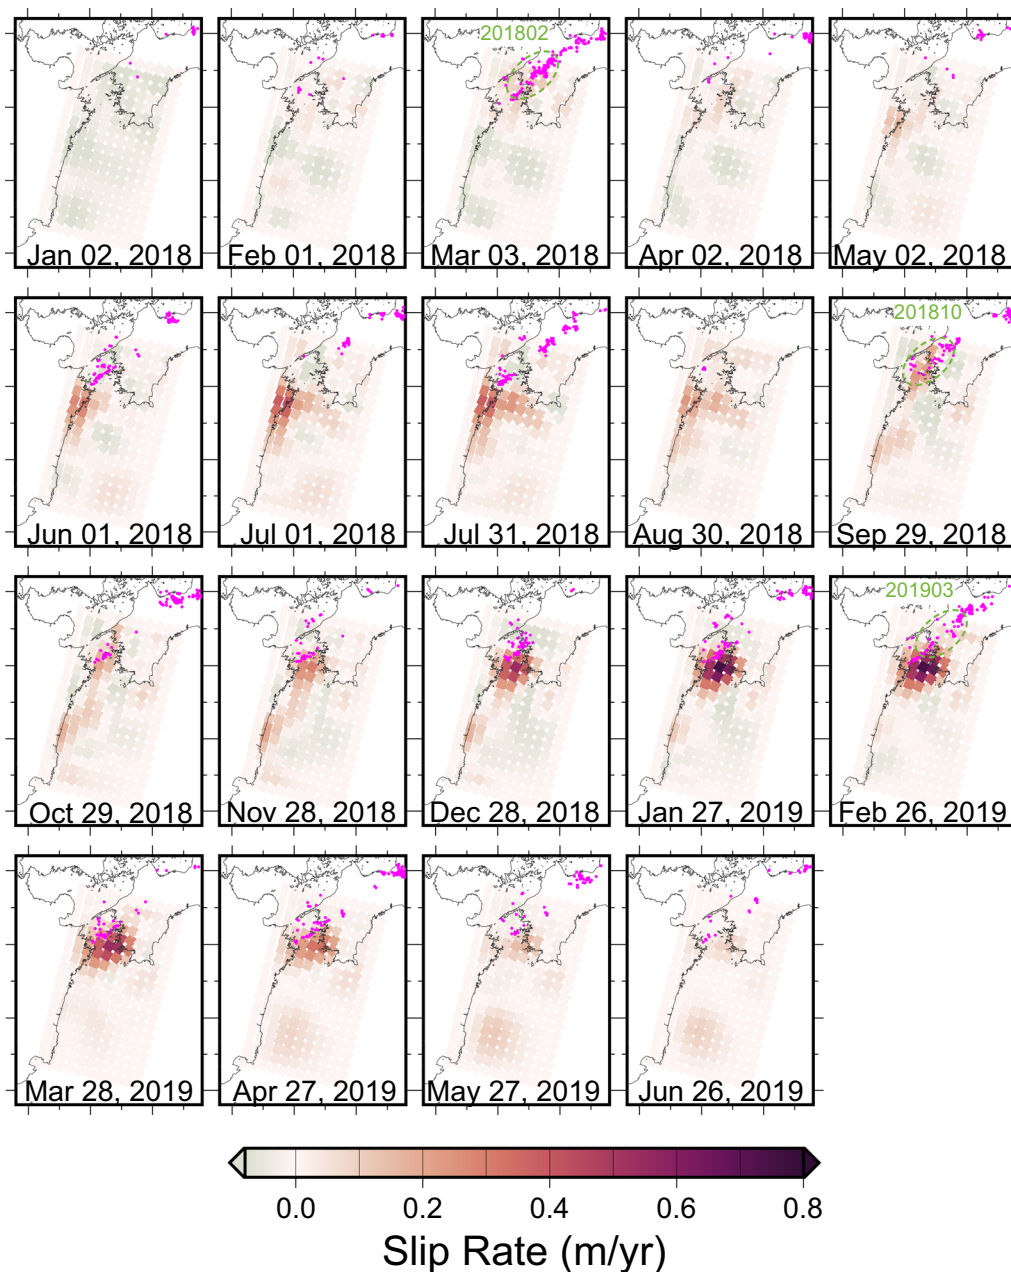 201802
Jan 02, 2018
Feb 01, 2018
Mar 03, 2018
Apr 02, 2018
May 02, 2018
201810
Jun 01, 2018
Jul 01, 2018
Jul 31, 2018
Aug 30, 2018
Sep 29, 2018
201903
Oct 29, 2018
Nov 28, 2018
Dec 28, 2018
Jan 27, 2019
Feb 26, 2019
Mar 28, 2019
Apr 27, 2019
May 27, 2019
Jun 26, 2019
0.0 0.2 0.4 0.6 0.8
Slip Rate (m/yr)